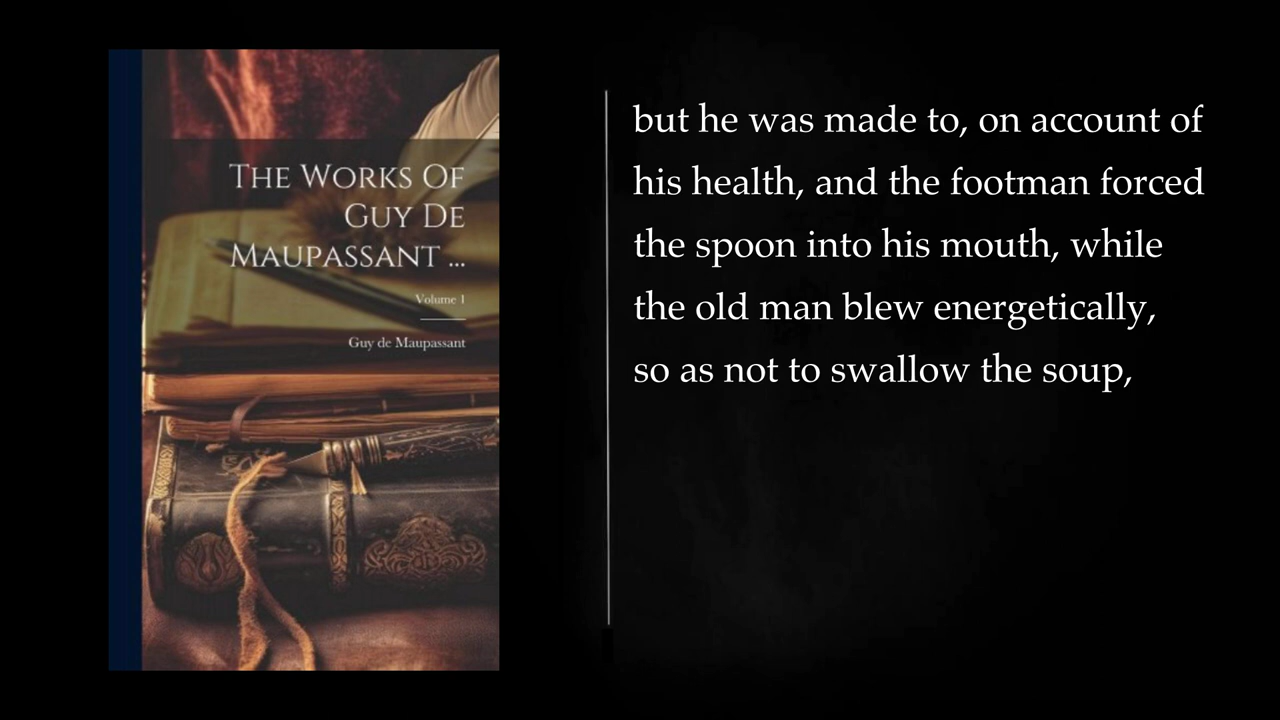 THE WORKS OF
GUY DE
MAUPASSANT ...
Volume 1
Guy de Maupassant
but he was made to, on account of
his health, and the footman forced
the spoon into his mouth, while
the old man blew energetically,
so as not to swallow the soup,